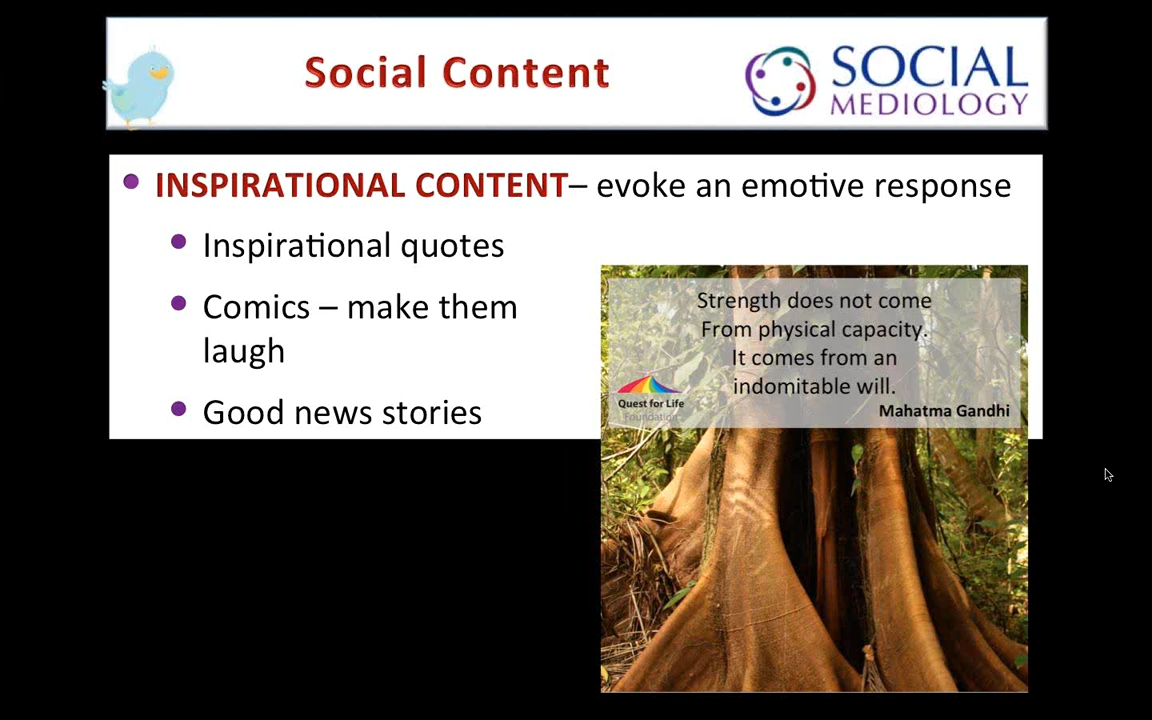 Social Content
SOCIAL
MEDIOLOGY
INSPIRATIONAL CONTENT– evoke an emotive response
Inspirational quotes
Comics – make them
laugh
Good news stories
Strength does not come
From physical capacity.
It comes from an
indomitable will.
Mahatma Gandhi
Quest for Life
Foundation